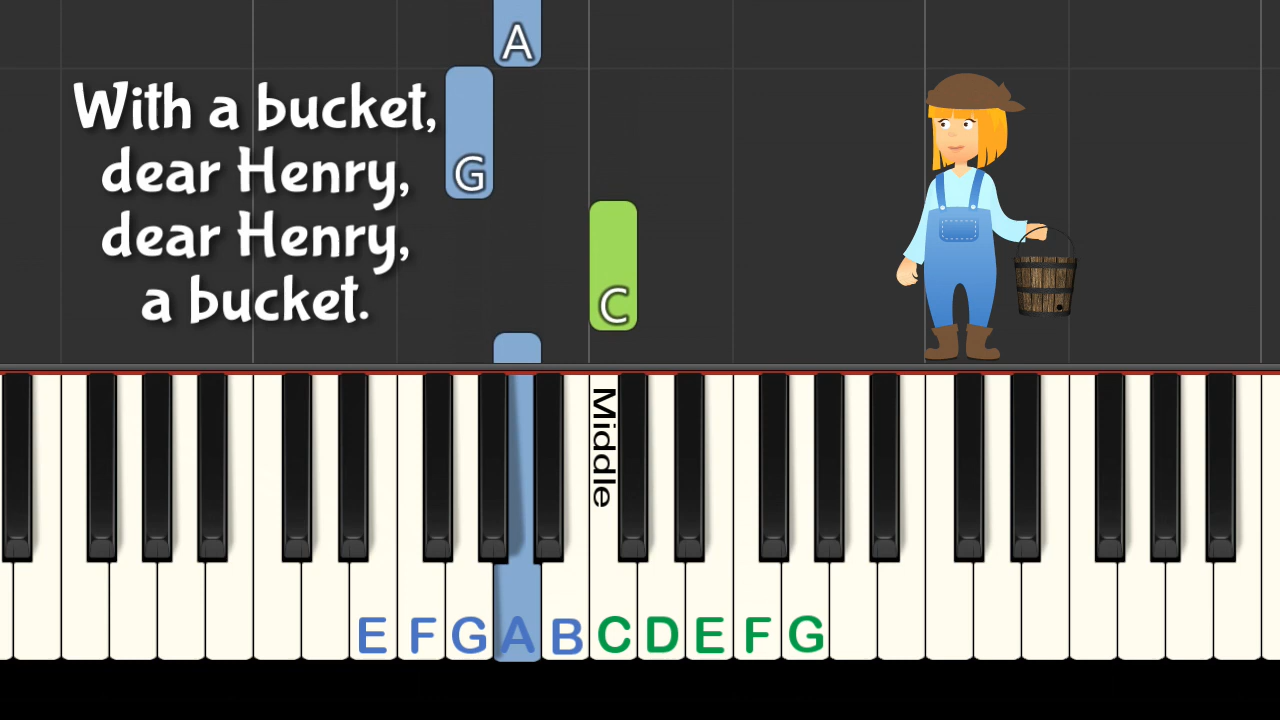 A
With a bucket,
dear Henry,
G
dear Henry,
a bucket.
C
Middle
E F G A B C D E F G